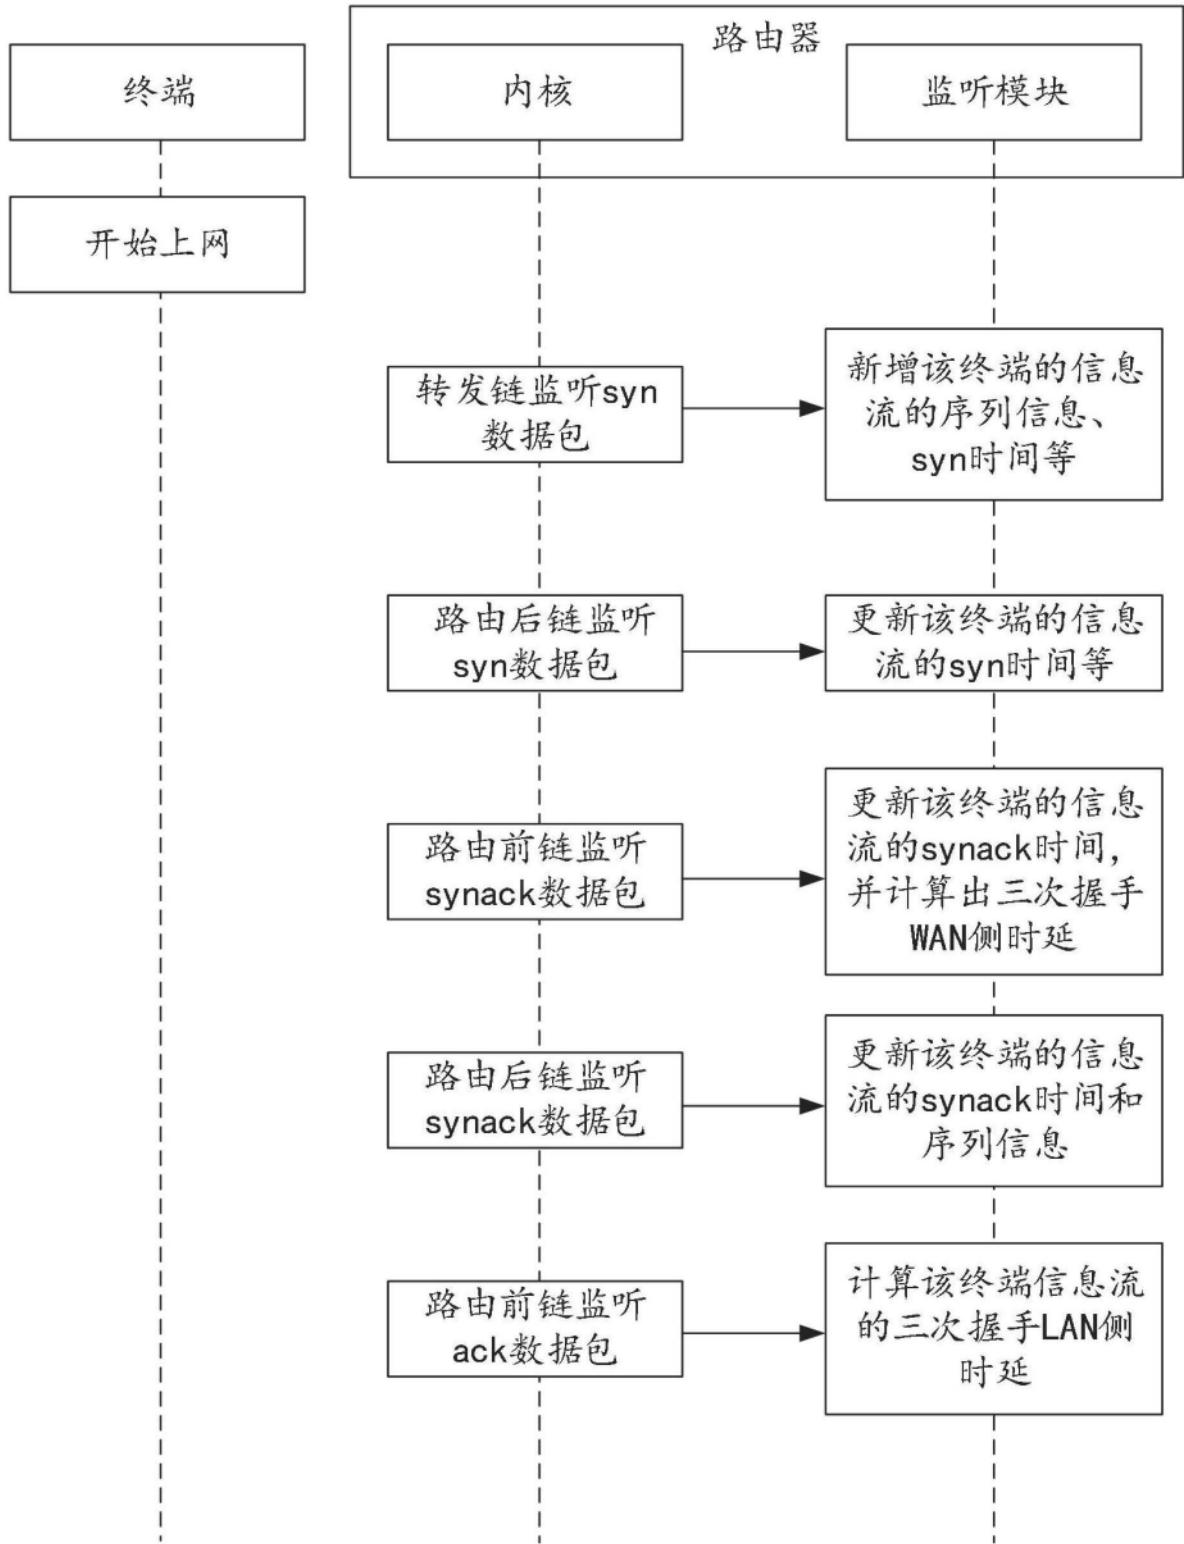 路由器
终端
内核
监听模块
开始上网
转发链监听syn
数据包
新增该终端的信息
流的序列信息、
syn时间等
路由后链监听
syn数据包
更新该终端的信息
流的syn时间等
路由前链监听
synack数据包
更新该终端的信息
流的synack时间,
并计算出三次握手
WAN侧时延
路由后链监听
synack数据包
更新该终端的信息
流的synack时间和
序列信息
路由前链监听
ack数据包
计算该终端信息流
的三次握手LAN侧
时延